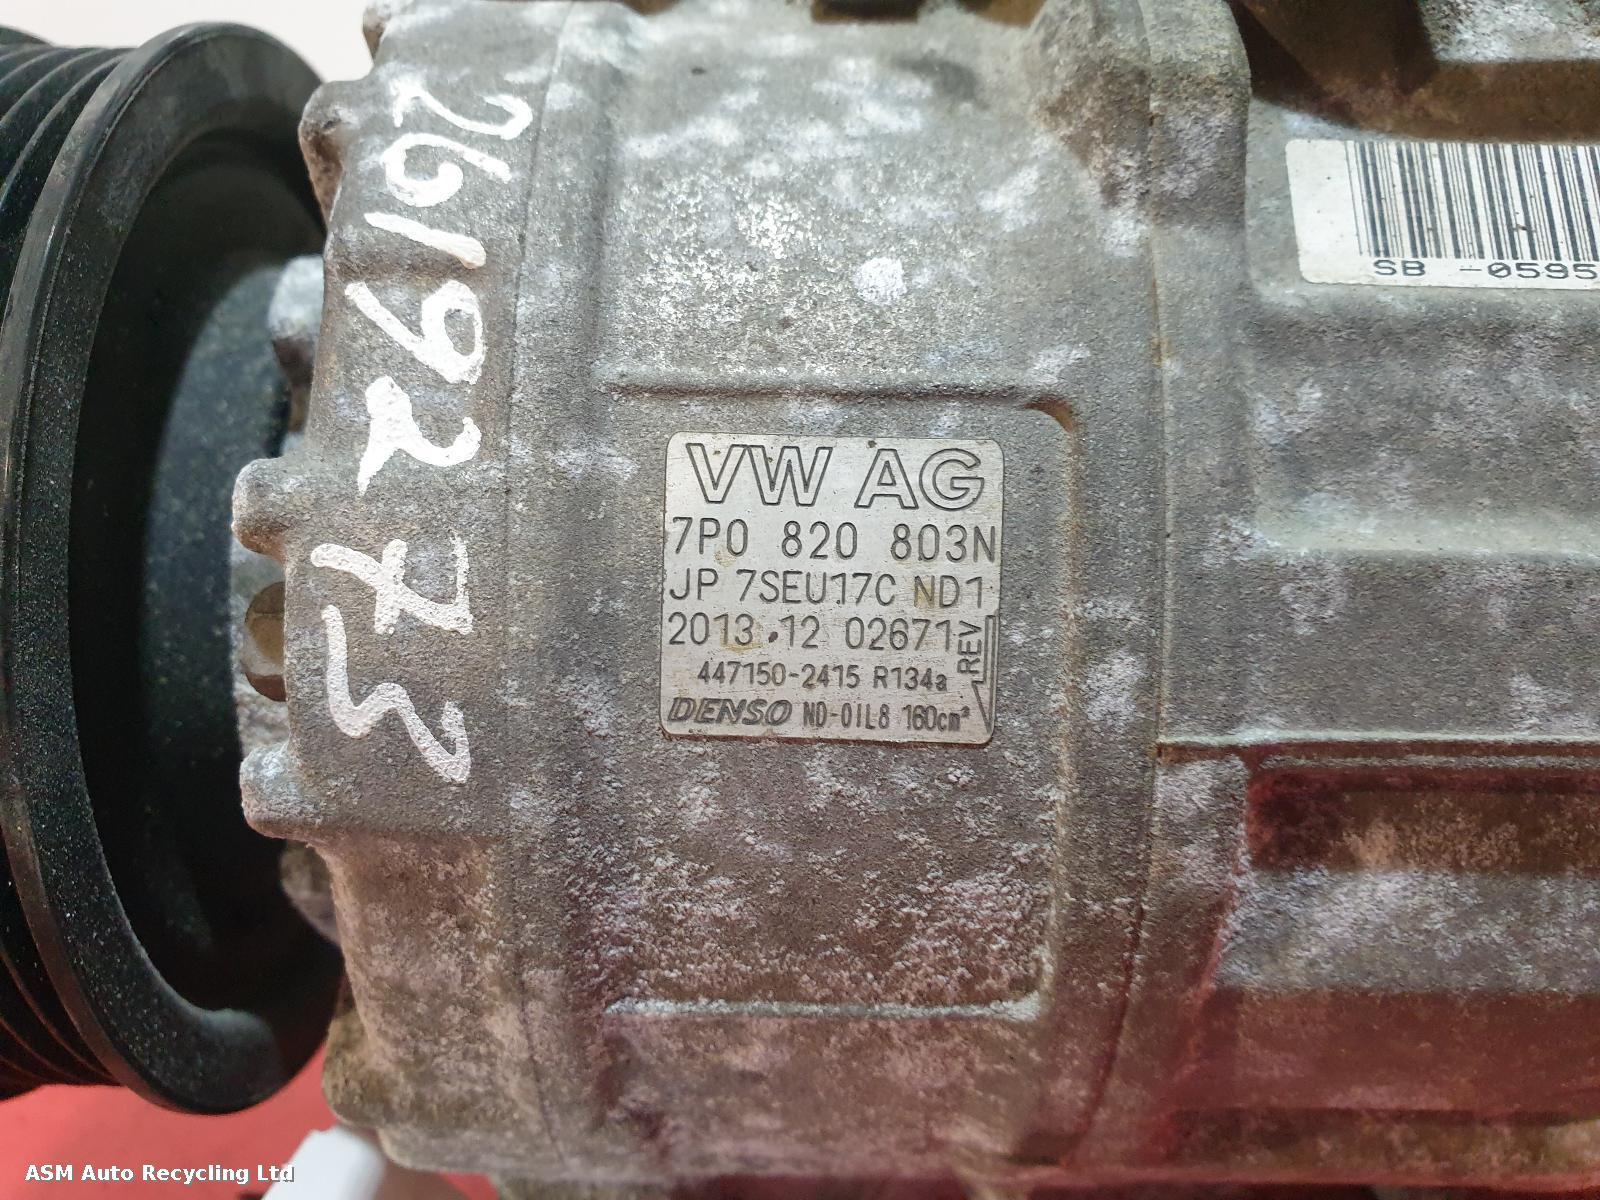 2619273
SB -0595
VW AG
7P0 820 803N
JP 7SEU17C ND1
2013.12 02671
REV
447150-2415 R134a
DENSO ND-OIL8 160cm³
ASM Auto Recycling Ltd